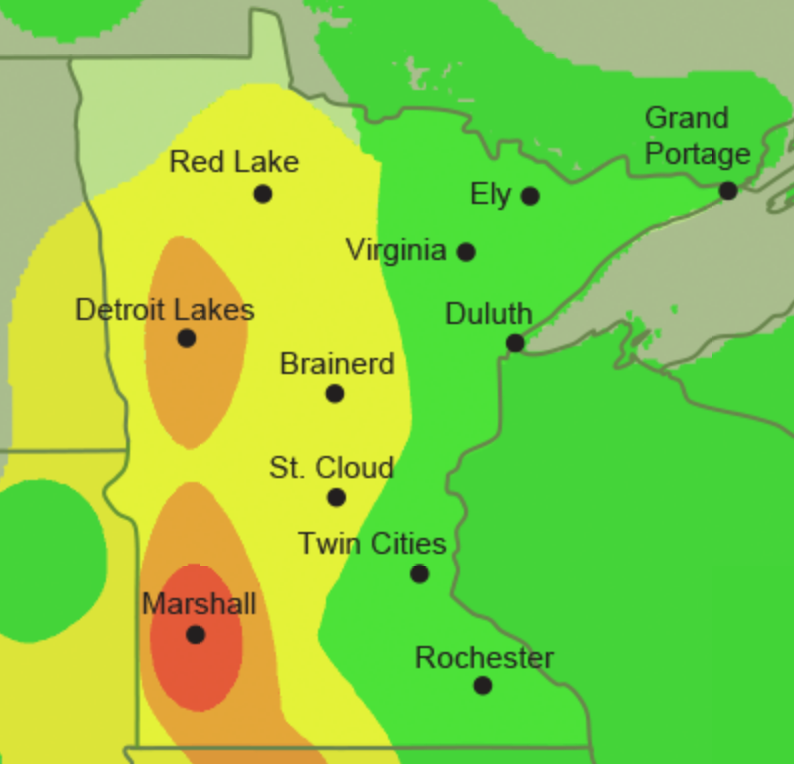 Grand
Portage
Red Lake
Ely
Virginia
Detroit Lakes
Duluth
Brainerd
St. Cloud
Twin Cities
Marshall
Rochester